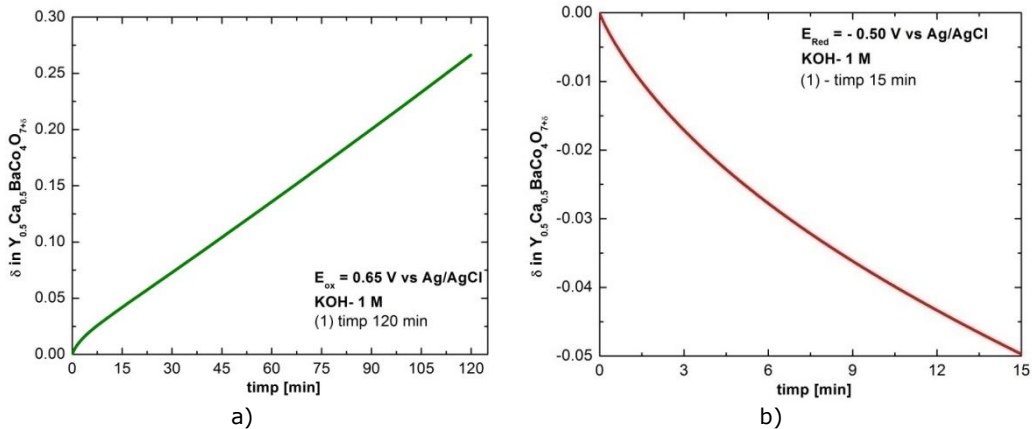 0.30
0.25
0.20
0.15
0.10
0.05
0.00
δ in Y0.5Ca0.5BaCo4O7+δ
Eox = 0.65 V vs Ag/AgCl
KOH- 1 M
(1) timp 120 min
0 15 30 45 60 75 90 105 120
timp [min]
a)
0.00
-0.01
-0.02
-0.03
-0.04
-0.05
δ in Y0.5Ca0.5BaCo4O7+δ
ERed = - 0.50 V vs Ag/AgCl
KOH- 1 M
(1) - timp 15 min
0 3 6 9 12 15
timp [min]
b)